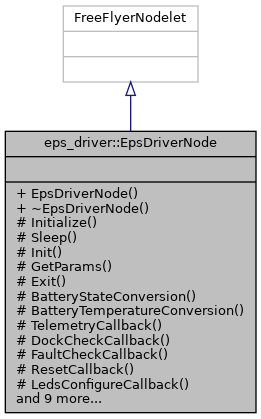 FreeFlyerNodelet
eps_driver::EpsDriverNode
+ EpsDriverNode()
+ ~EpsDriverNode()
# Initialize()
# Sleep()
# Init()
# GetParams()
# Exit()
# BatteryStateConversion()
# BatteryTemperatureConversion()
# TelemetryCallback()
# DockCheckCallback()
# FaultCheckCallback()
# ResetCallback()
# LedsConfigureCallback()
and 9 more...